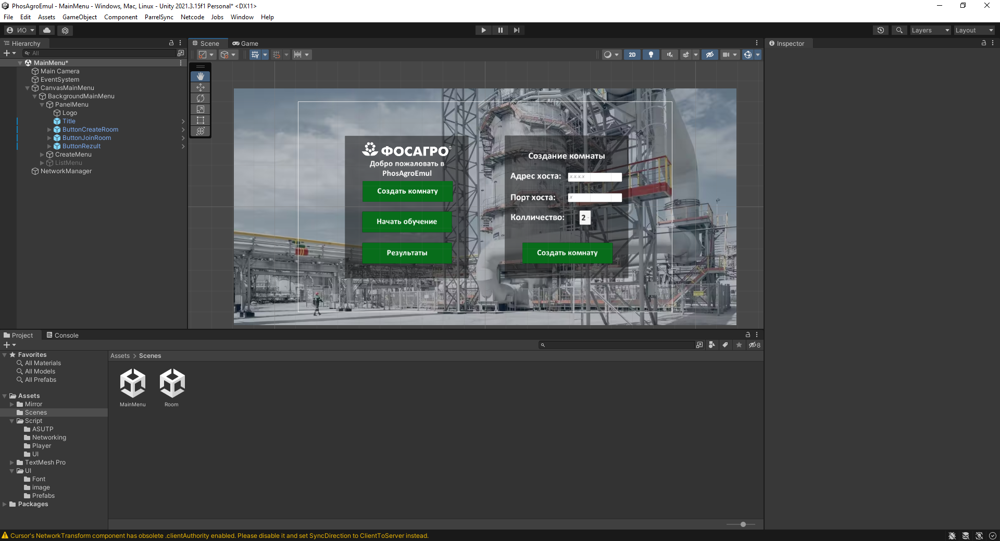 PhosAgroEmul - MainMenu - Windows, Mac, Linux - Unity 2021.3.15f1 Personal* <DX11>
File Edit Assets GameObject Component ParrelSync Netcode Jobs Window Help
ИО
Layers
Layout
Hierarchy
All
MainMenu*
Main Camera
EventSystem
CanvasMainMenu
BackgroundMainMenu
PanelMenu
Logo
Title
ButtonCreateRoom
ButtonJoinRoom
ButtonRezult
CreateMenu
ListMenu
NetworkManager
Scene
Game
2D
ФОСАГРО®
Добро пожаловать в
PhosAgroEmul
Создать комнату
Начать обучение
Результаты
Создание комнаты
Адрес хоста: x.x.x.x
Порт хоста: x
Колличество: 2
Создать комнату
Inspector
Project
Console
8
Favorites
All Materials
All Models
All Prefabs
Assets
Mirror
Scenes
Script
ASUTP
Networking
Player
UI
TextMesh Pro
UI
Font
image
Prefabs
Packages
Assets > Scenes
MainMenu
Room
Cursor's NetworkTransform component has obsolete .clientAuthority enabled. Please disable it and set SyncDirection to ClientToServer instead.